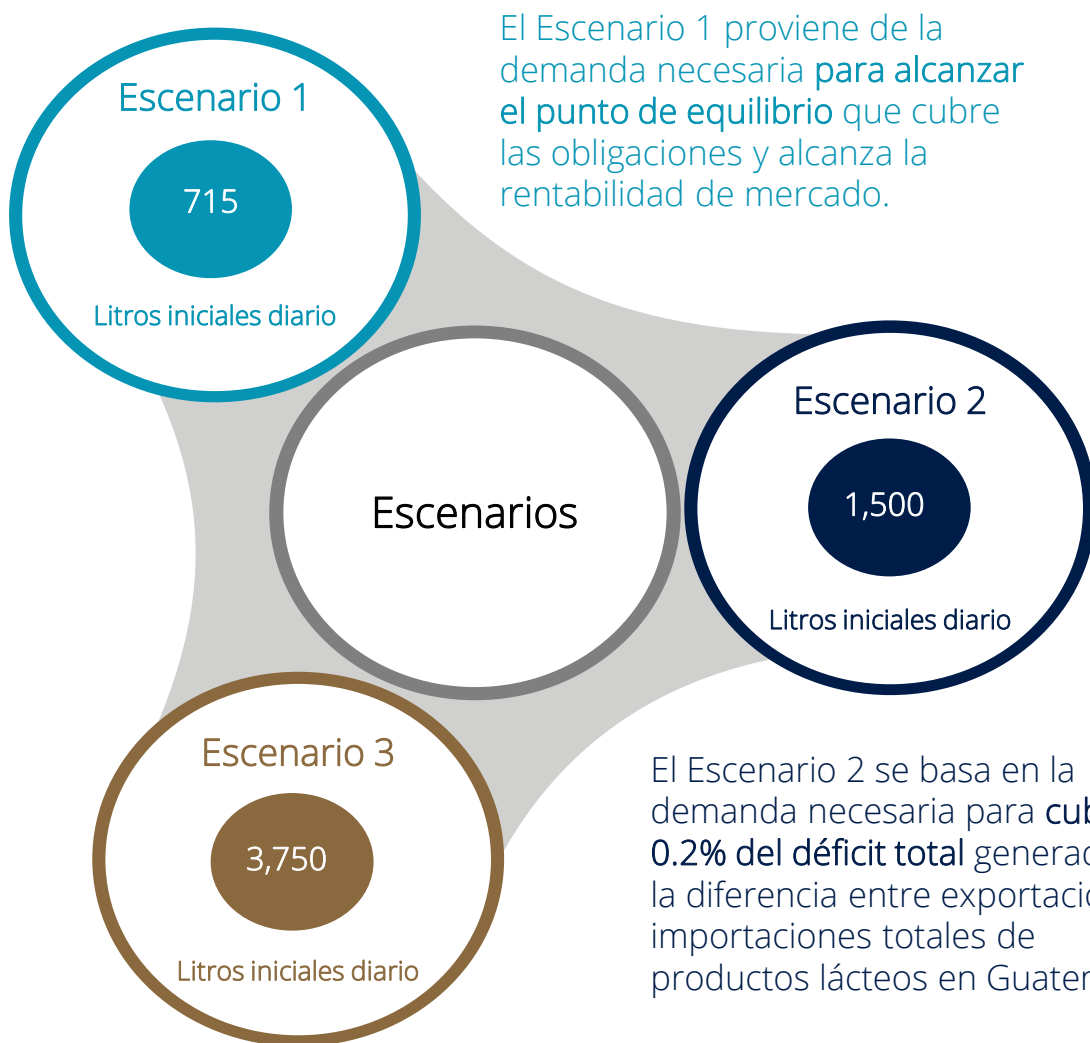 El Escenario 1 proviene de la
demanda necesaria para alcanzar
el punto de equilibrio que cubre
las obligaciones y alcanza la
rentabilidad de mercado.
Escenario 1
715
Litros iniciales diario
Escenario 2
1,500
Litros iniciales diario
Escenarios
Escenario 3
3,750
Litros iniciales diario
El Escenario 2 se basa en la
demanda necesaria para
0.2% del déficit total
la diferencia entre
importaciones totales de
productos lácteos en